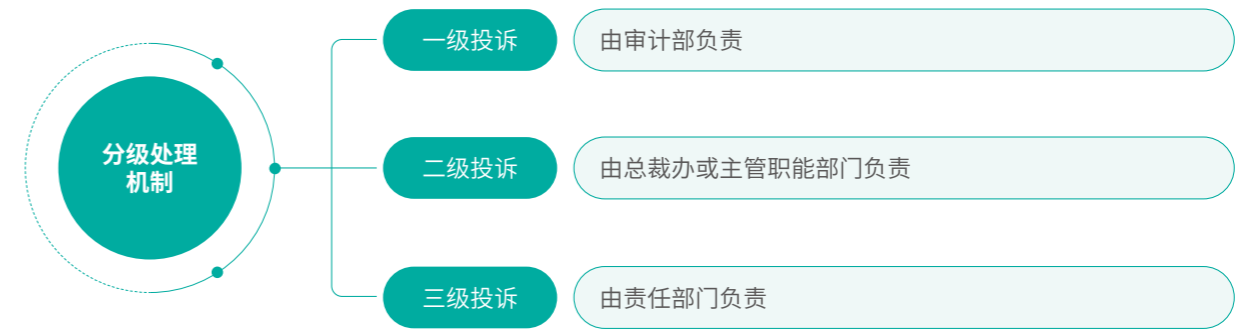 分级处理
机制
一级投诉
由审计部负责
二级投诉
由总裁办或主管职能部门负责
三级投诉
由责任部门负责